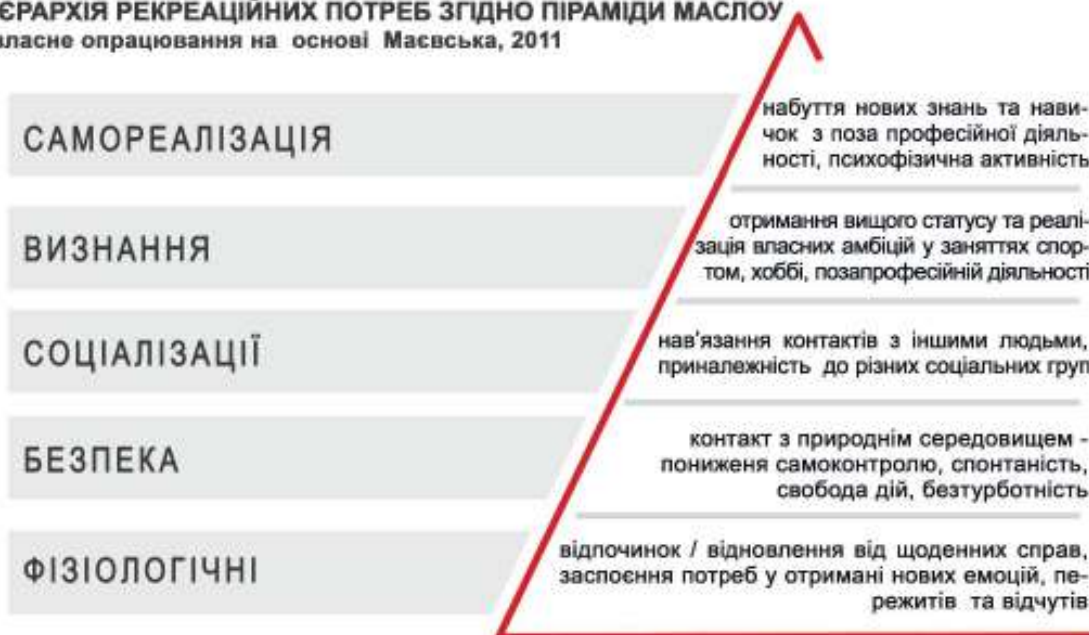 ЄРАРХІЯ РЕКРЕАЦІЙНИХ ПОТРЕБ ЗГІДНО ПІРАМІДИ МАСЛОУ
власне опрацювання на основі Маєвська, 2011
САМОРЕАЛІЗАЦІЯ
набуття нових знань та нави-
чок з поза професійної діяль-
ності, психофізична активність
ВИЗНАННЯ
отримання вищого статусу та реалі-
зація власних амбіцій у заняттях спор-
том, хоббі, позапрофесійній діяльності
СОЦІАЛІЗАЦІЇ
нав'язання контактів з іншими людьми,
приналежність до різних соціальних груп
БЕЗПЕКА
контакт з природнім середовищем -
пониженя самоконтролю, спонтаність,
свобода дій, безтурботність
ФІЗІОЛОГІЧНІ
відпочинок / відновлення від щоденних справ,
заспоєння потреб у отримані нових емоцій, пе-
режитів та відчутів